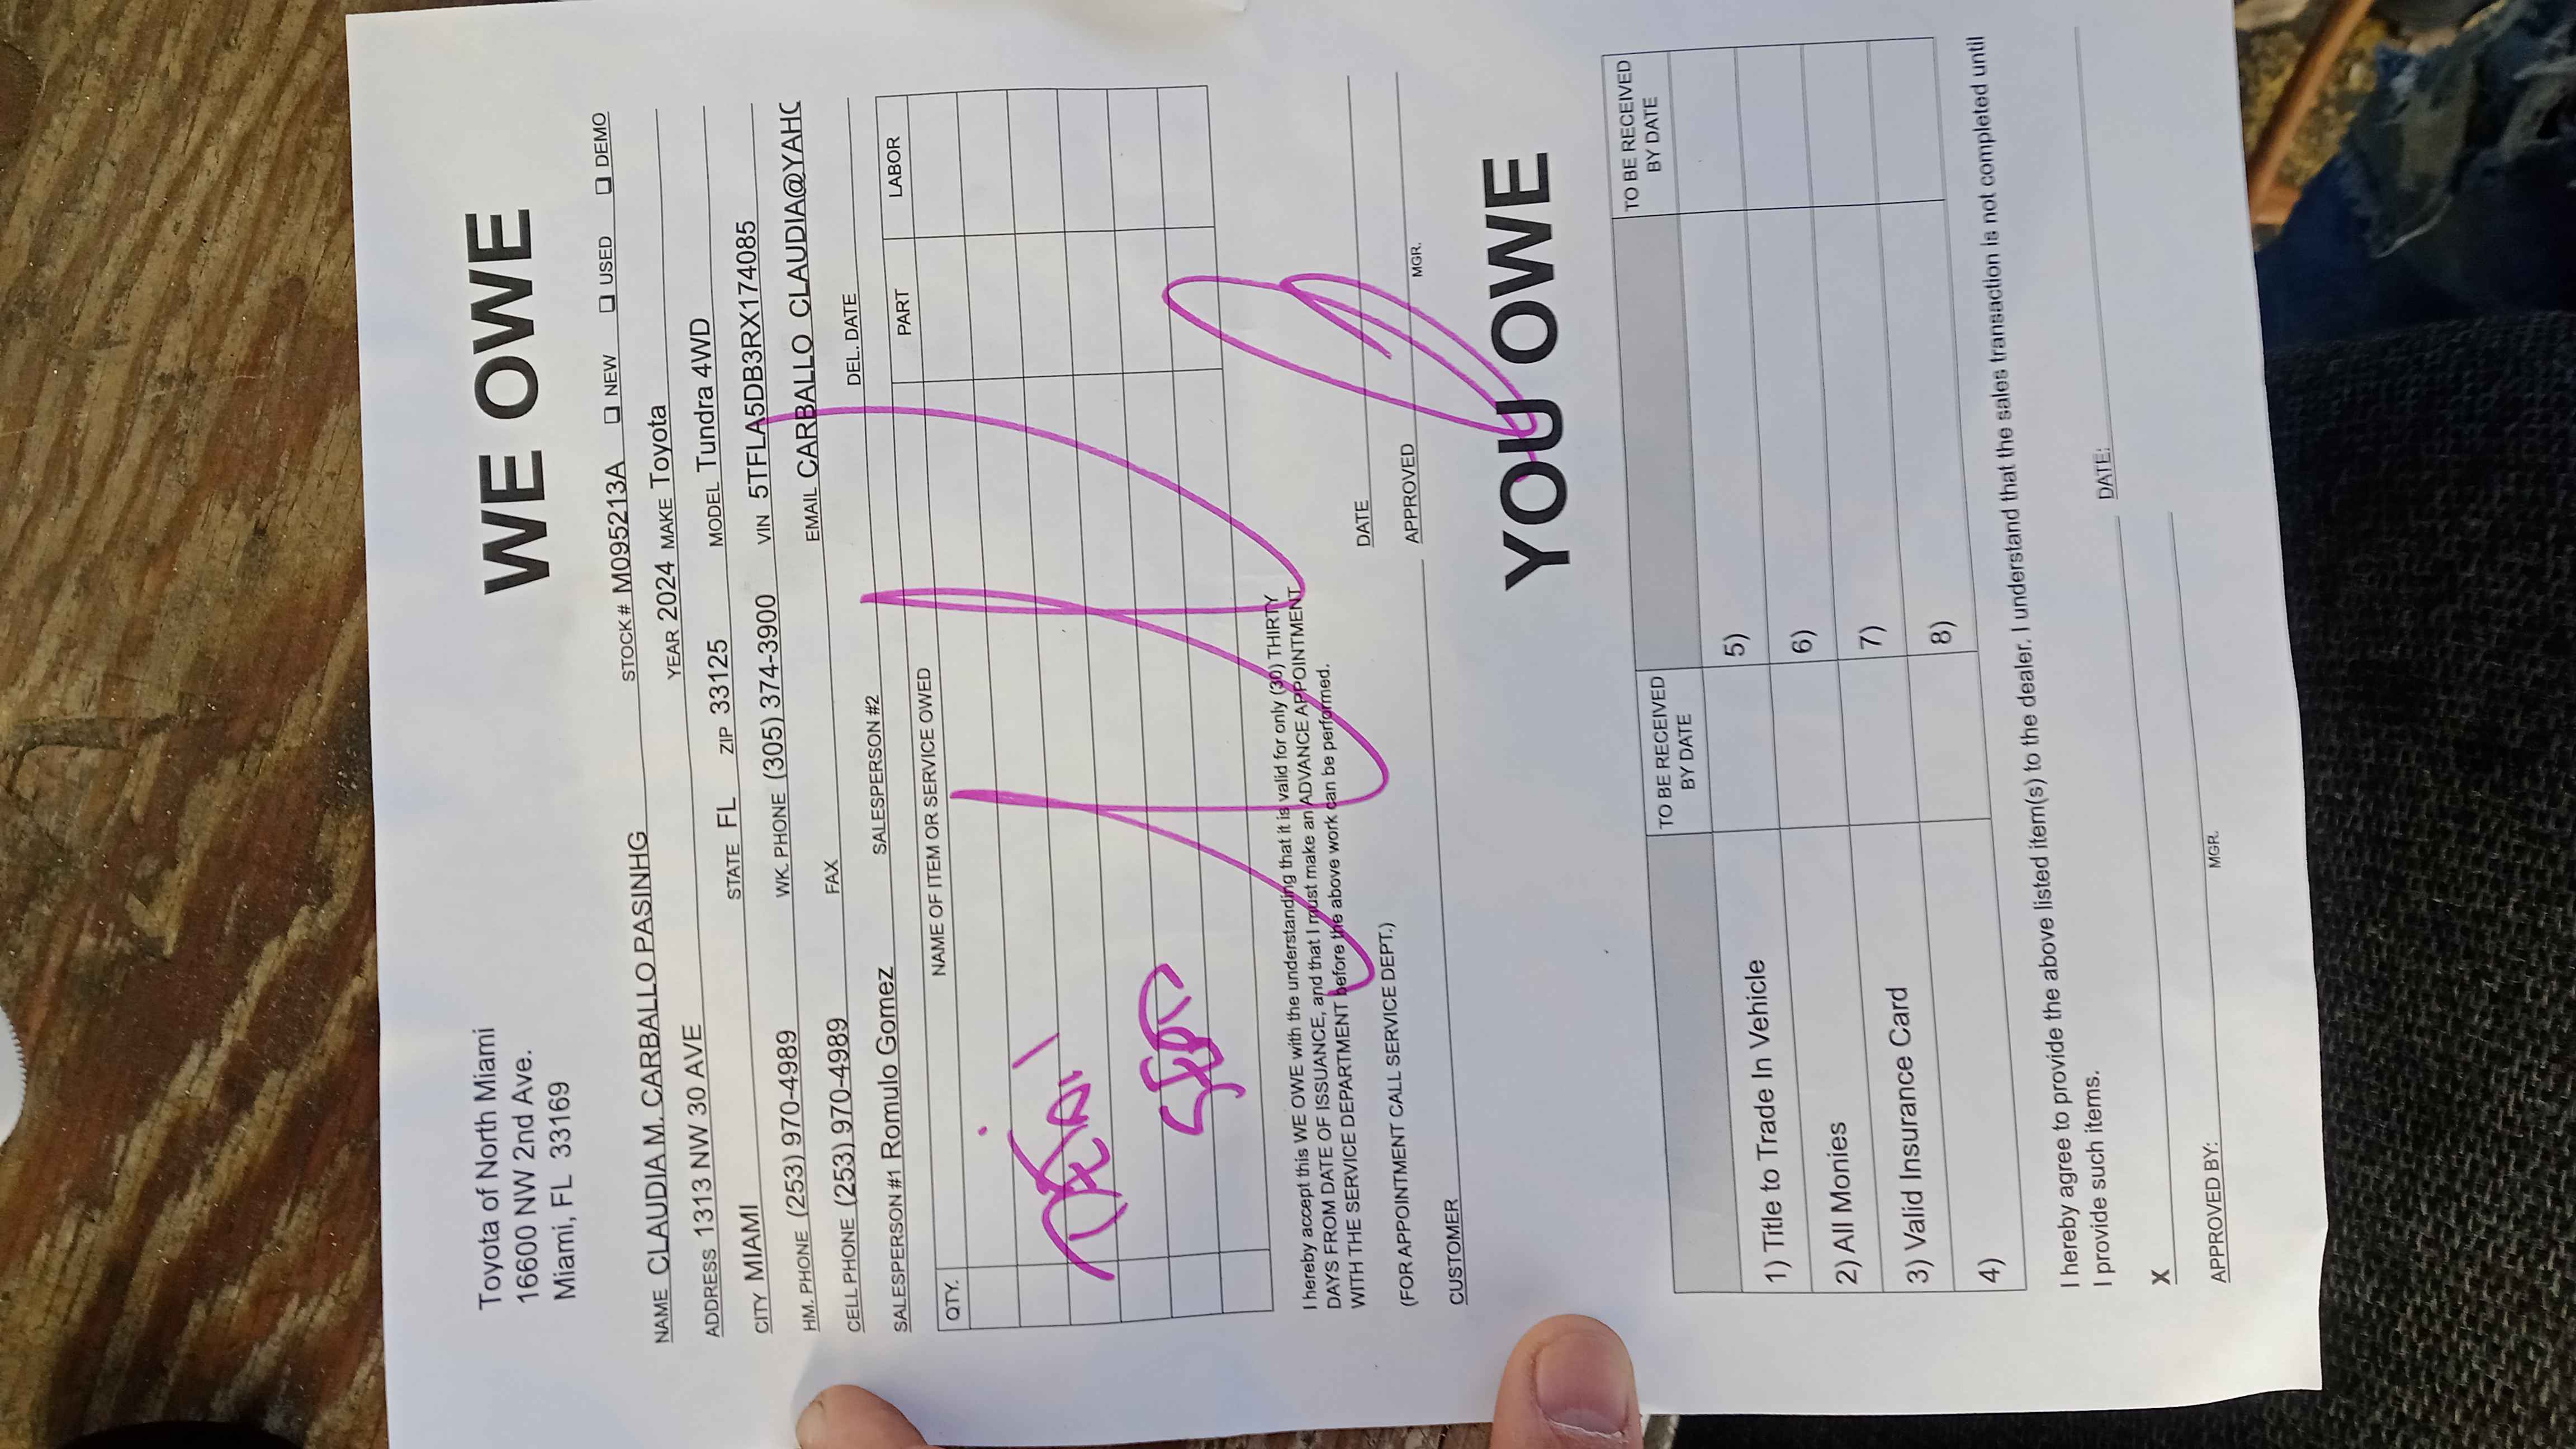 Toyota of North Miami
16600 NW 2nd Ave.
Miami, FL 33169
WE OWE
STOCK# M095213A NEW USED DEMO
NAME CLAUDIA M. CARBALLO PASINHG YEAR 2024 MAKE Toyota
ADDRESS 1313 NW 30 AVE MODEL Tundra 4WD
CITY MIAMI STATE FL ZIP 33125 VIN 5TFLA5DB3RX174085
HM. PHONE (253) 970-4989 WK. PHONE (305) 374-3900 EMAIL CARBALLO CLAUDIA@YAHC
CELL PHONE (253) 970-4989 FAX DEL. DATE
SALESPERSON #1 Romulo Gomez SALESPERSON #2
QTY. NAME OF ITEM OR SERVICE OWED PART LABOR
I hereby accept this WE OWE with the understanding that it is valid for only (30) THIRTY
DAYS FROM DATE OF ISSUANCE, and that I must make an ADVANCE APPOINTMENT
WITH THE SERVICE DEPARTMENT before the above work can be performed.
DATE
(FOR APPOINTMENT CALL SERVICE DEPT.)
APPROVED MGR.
CUSTOMER
YOU OWE
TO BE RECEIVED BY DATE TO BE RECEIVED BY DATE
1) Title to Trade In Vehicle 5)
2) All Monies 6)
3) Valid Insurance Card 7)
4) 8)
I hereby agree to provide the above listed item(s) to the dealer. I understand that the sales transaction is not completed until
I provide such items.
X DATE:
APPROVED BY: MGR.